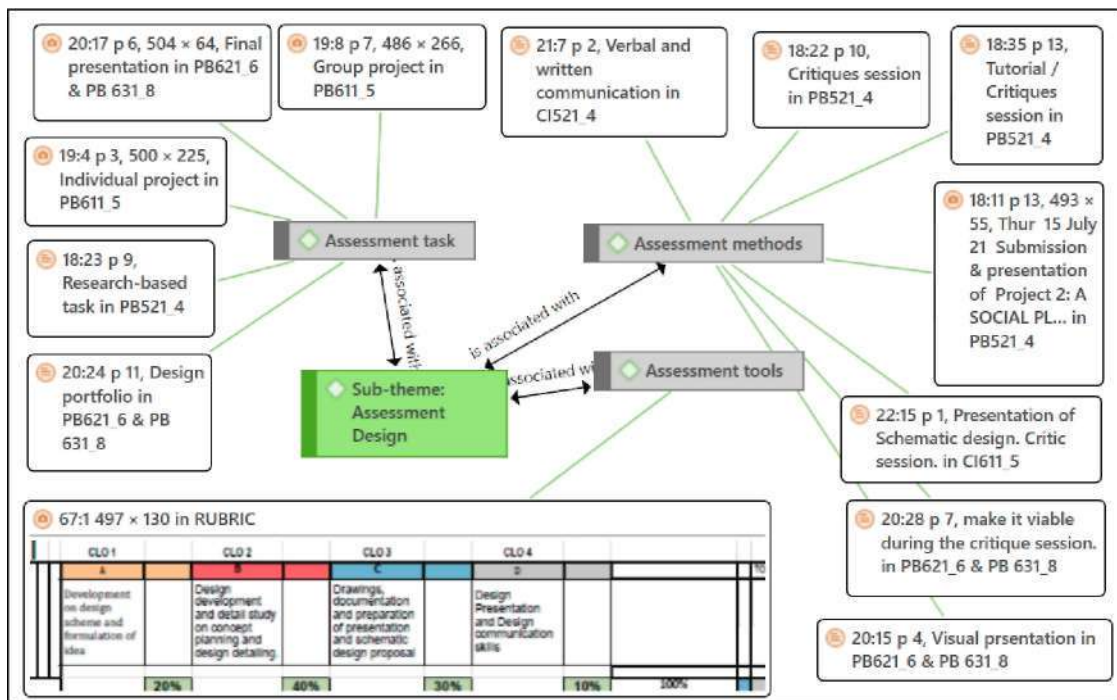 20:17 p 6, 504 × 64, Final
presentation in PB621_6
& PB 631_8
19:8 p 7, 486 × 266,
Group project in
PB611_5
21:7 p 2, Verbal and
written
communication in
CI521_4
18:22 p 10,
Critiques session
in PB521_4
18:35 p 13,
Tutorial /
Critiques
session in
PB521_4
19:4 p 3, 500 × 225,
Individual project in
PB611_5
18:23 p 9,
Research-based
task in PB521_4
20:24 p 11, Design
portfolio in
PB621_6 & PB
631_8
Assessment task
Assessment methods
18:11 p 13, 493 ×
55, Thur 15 July
21 Submission
& presentation
of Project 2: A
SOCIAL PL... in
PB521_4
associated with
is associated with
associated wi
Assessment tools
Sub-theme:
Assessment
Design
22:15 p 1, Presentation of
Schematic design. Critic
session. in CI611_5
20:28 p 7, make it viable
during the critique session.
in PB621_6 & PB 631_8
20:15 p 4, Visual prsentation in
PB621_6 & PB 631_8
67:1 497 × 130 in RUBRIC
CLO 1
CLO 2
CLO 3
CLO 4
A
B
C
D
Development
on design
scheme and
formulation of
idea
Design
development
and detail study
on concept
planning and
design detailing.
Drawings,
documentation
and preparation
of presentation
and schematic
design proposal
Design
Presentation
and Design
communication
skills
20%
40%
30%
10%
100%